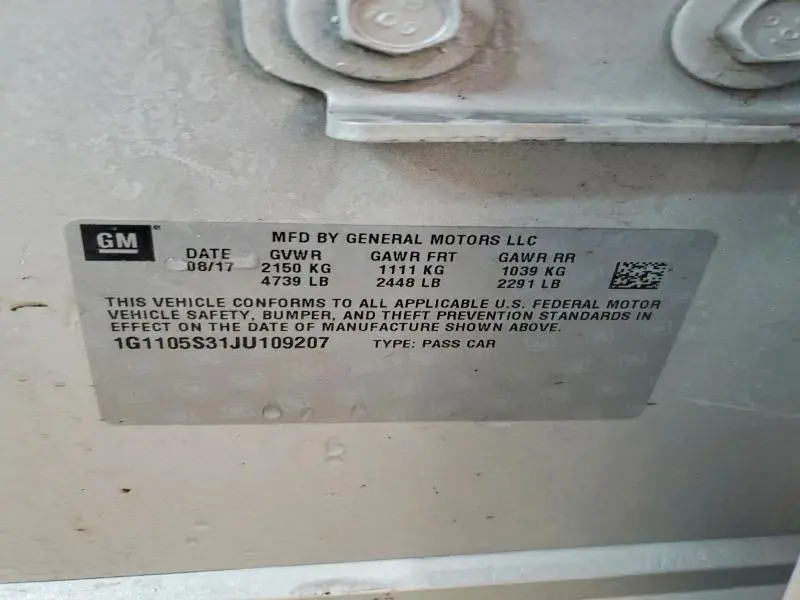 GM
MFD BY GENERAL MOTORS LLC
DATE GVWR GAWR FRT GAWR RR
08/17 2150 KG 1111 KG 1039 KG
4739 LB 2448 LB 2291 LB
THIS VEHICLE CONFORMS TO ALL APPLICABLE U.S. FEDERAL MOTOR
VEHICLE SAFETY, BUMPER, AND THEFT PREVENTION STANDARDS IN
EFFECT ON THE DATE OF MANUFACTURE SHOWN ABOVE.
1G1105S31JU109207 TYPE: PASS CAR